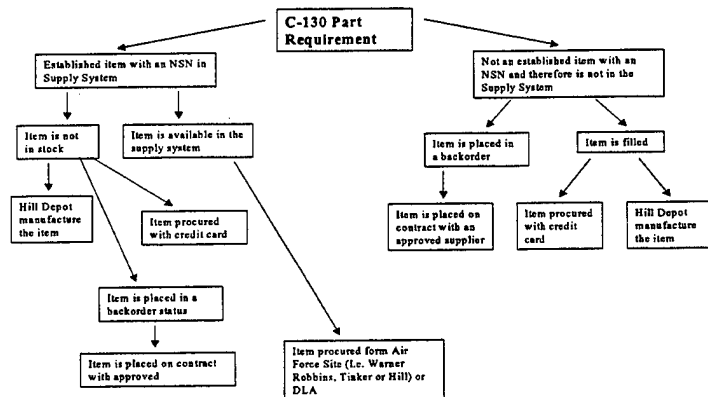 C-130 Part
Requirement
Established item with an NSN in
Supply System
Not an established item with an
NSN and therefore is not in the
Supply System
Item is not
in stock
Item is available in the
supply system
Item is placed in
a backorder
Item is filled
Hill Depot
manufacture
the item
Item procured
with credit card
Item is placed on
contract with an
approved supplier
Item procured
with credit
card
Hill Depot
manufacture
the item
Item is placed in a
backorder status
Item is placed on contract
with approved
Item procured form Air
Force Site (I.e. Warner
Robbins, Tinker or Hill) or
DLA